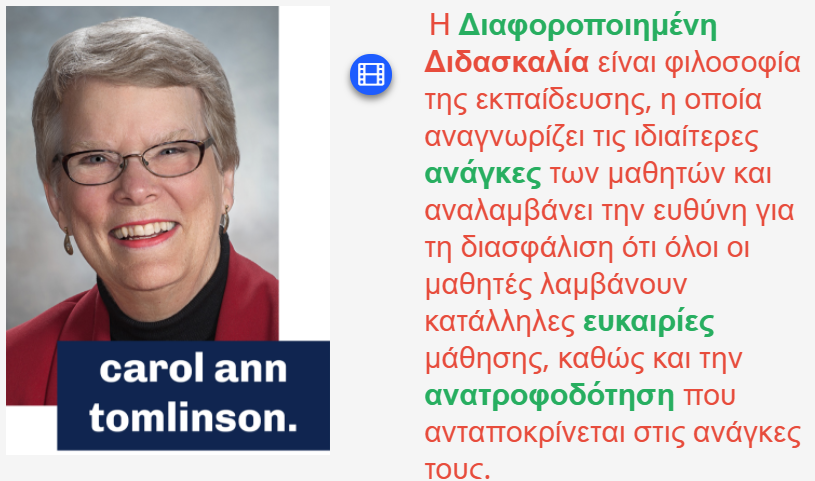 Η Διαφοροποιημένη
Διδασκαλία είναι φιλοσοφία
της εκπαίδευσης, η οποία
αναγνωρίζει τις ιδιαίτερες
ανάγκες των μαθητών και
αναλαμβάνει την ευθύνη για
τη διασφάλιση ότι όλοι οι
μαθητές λαμβάνουν
κατάλληλες ευκαιρίες
μάθησης, καθώς και την
ανατροφοδότηση που
ανταποκρίνεται στις ανάγκες
τους.
carol ann
tomlinson.